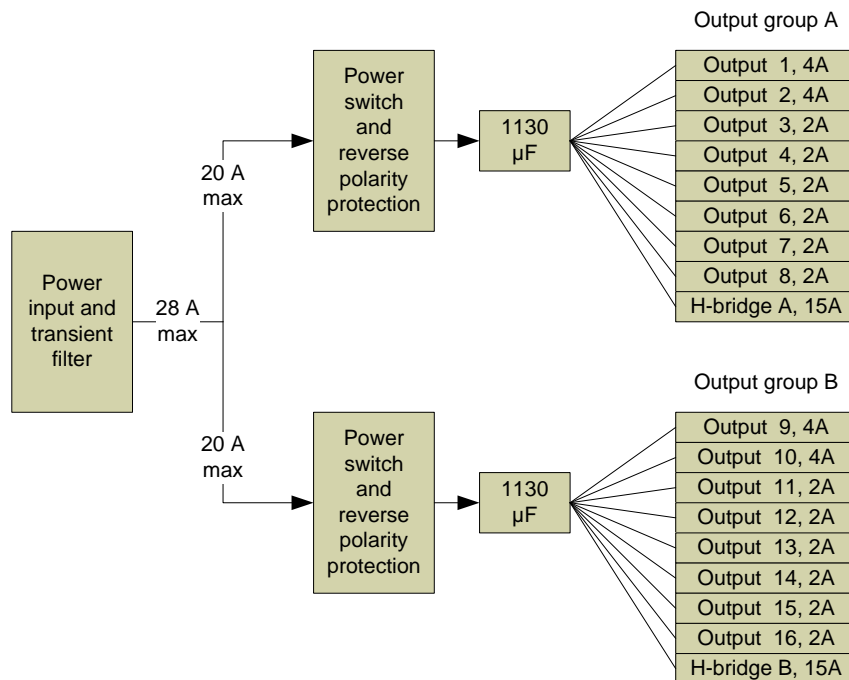 Output group A
Power
switch
and
reverse
polarity
protection
1130
µF
Output 1, 4A
Output 2, 4A
Output 3, 2A
Output 4, 2A
Output 5, 2A
Output 6, 2A
Output 7, 2A
Output 8, 2A
H-bridge A, 15A
20 A
max
Power
input and
transient
filter
28 A
max
20 A
max
Output group B
Power
switch
and
reverse
polarity
protection
1130
µF
Output 9, 4A
Output 10, 4A
Output 11, 2A
Output 12, 2A
Output 13, 2A
Output 14, 2A
Output 15, 2A
Output 16, 2A
H-bridge B, 15A